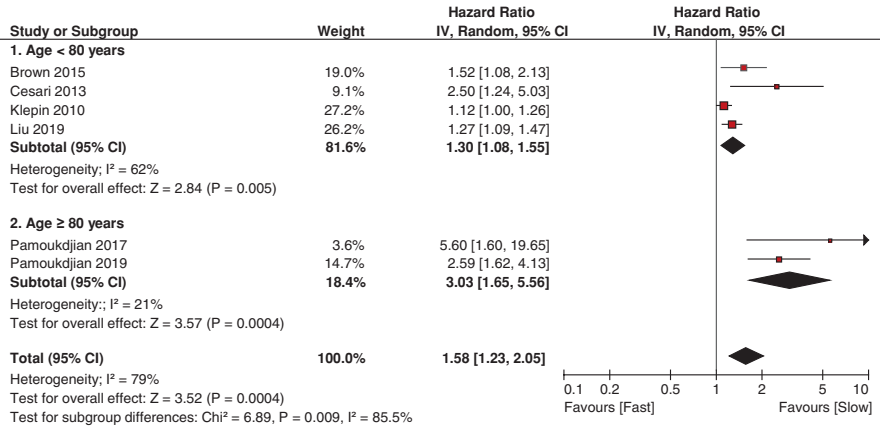 Hazard Ratio Hazard Ratio
Study or Subgroup Weight IV, Random, 95% CI IV, Random, 95% CI
1. Age < 80 years
Brown 2015 19.0% 1.52 [1.08, 2.13]
Cesari 2013 9.1% 2.50 [1.24, 5.03]
Klepin 2010 27.2% 1.12 [1.00, 1.26]
Liu 2019 26.2% 1.27 [1.09, 1.47]
Subtotal (95% CI) 81.6% 1.30 [1.08, 1.55]
Heterogeneity; I² = 62%
Test for overall effect: Z = 2.84 (P = 0.005)
2. Age ≥ 80 years
Pamoukdjian 2017 3.6% 5.60 [1.60, 19.65]
Pamoukdjian 2019 14.7% 2.59 [1.62, 4.13]
Subtotal (95% CI) 18.4% 3.03 [1.65, 5.56]
Heterogeneity:; I² = 21%
Test for overall effect: Z = 3.57 (P = 0.0004)
Total (95% CI) 100.0% 1.58 [1.23, 2.05]
Heterogeneity; I² = 79%
Test for overall effect: Z = 3.52 (P = 0.0004)
Test for subgroup differences: Chi² = 6.89, P = 0.009, I² = 85.5%
0.1 0.2 0.5 1 2 5 10
Favours [Fast] Favours [Slow]